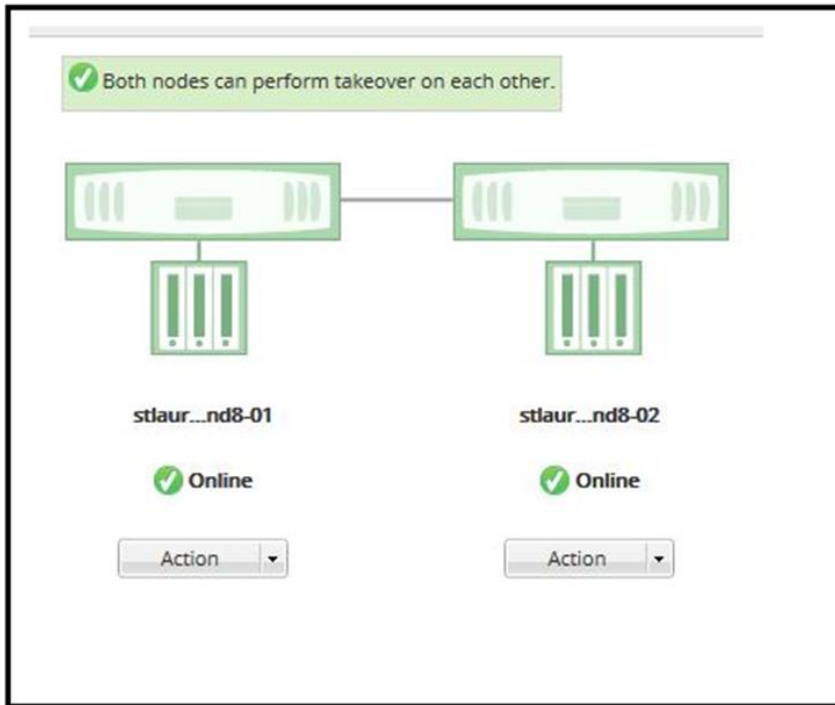 Both nodes can perform takeover on each other.
stlaur...nd8-01
stlaur...nd8-02
Online
Online
Action
Action